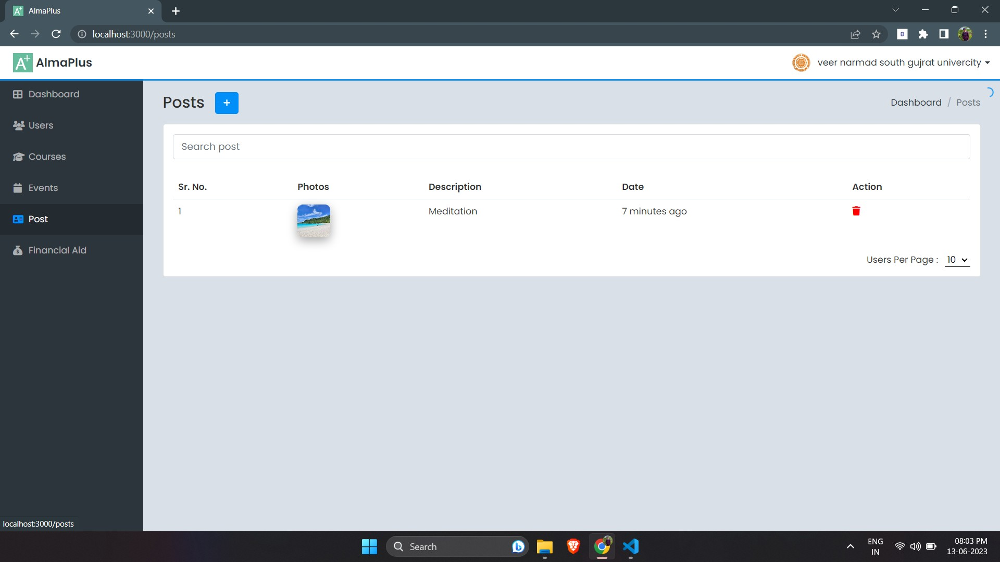 AlmaPlus
localhost:3000/posts
B
A+ AlmaPlus
veer narmad south gujrat univercity
Dashboard
Users
Courses
Events
Post
Financial Aid
Posts +
Dashboard / Posts
Search post
Sr. No. Photos Description Date Action
1 Meditation 7 minutes ago
Users Per Page : 10
localhost:3000/posts
Search
ENG
IN
08:03 PM
13-06-2023